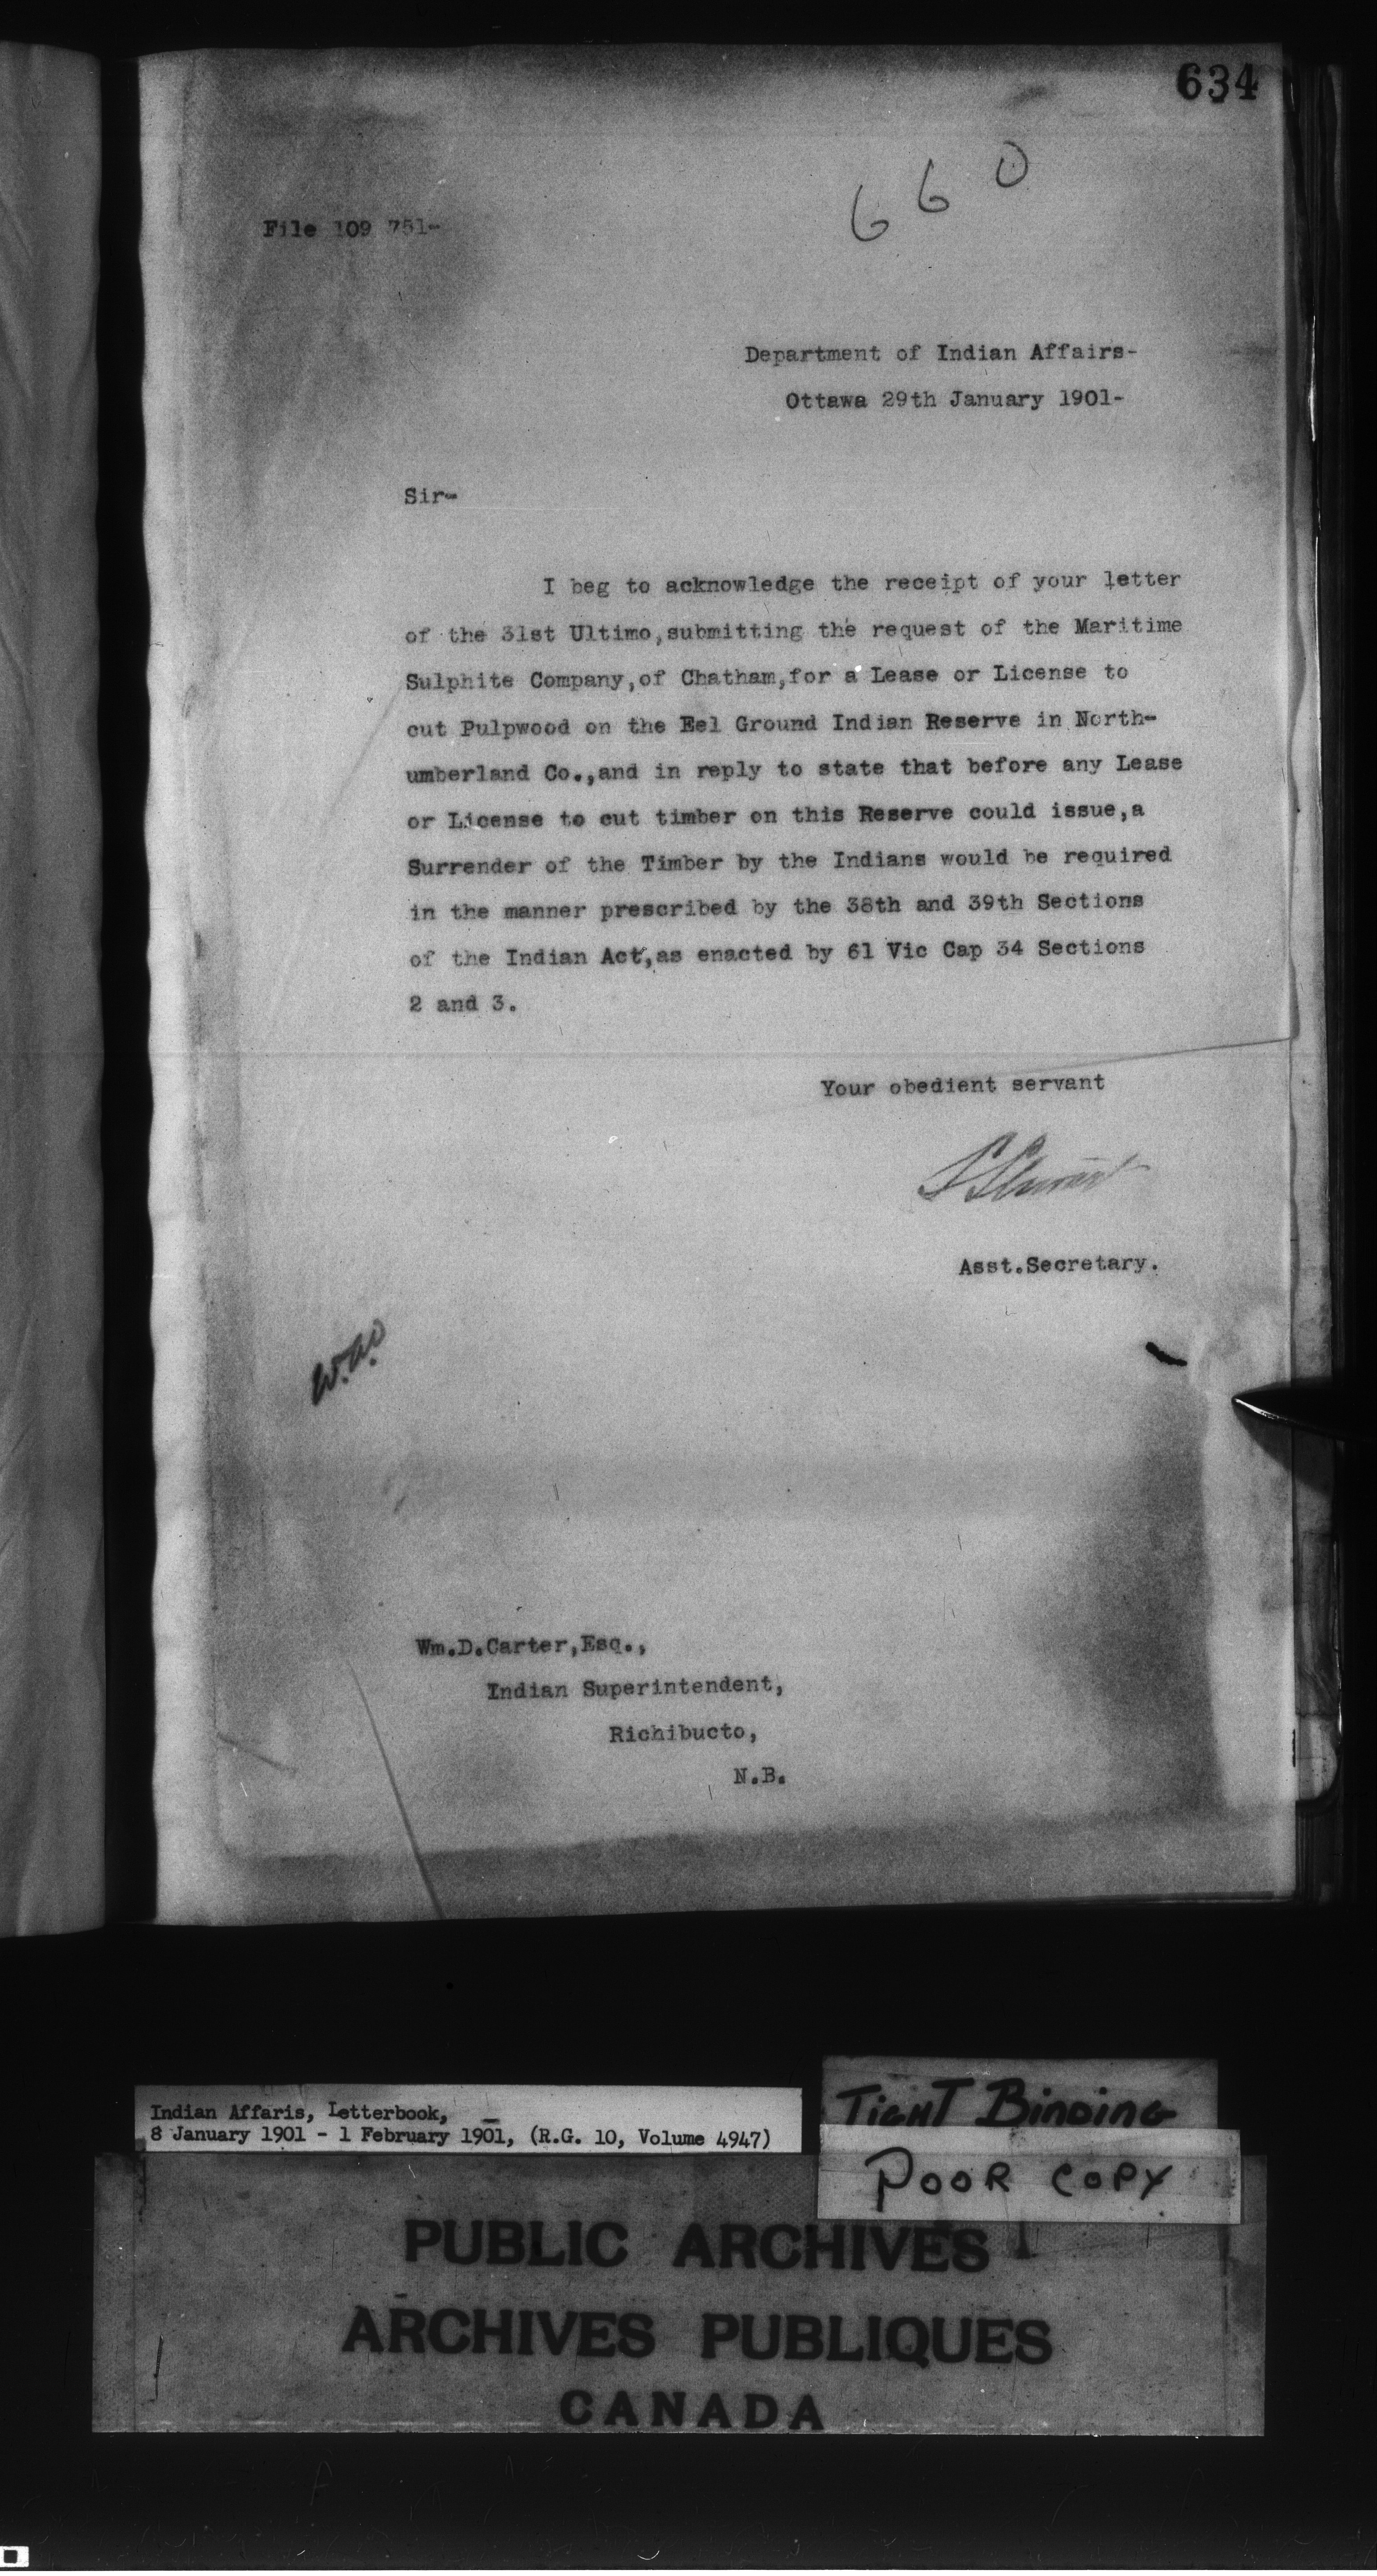 634
660
File 109 751-
Department of Indian Affairs-
Ottawa 29th January 1901-
Sir-
I beg to acknowledge the receipt of your letter
of the 31st Ultimo,submitting the request of the Maritime
Sulphite Company,of Chatham,for a Lease or License to
cut Pulpwood on the Eel Ground Indian Reserve in North-
umberland Co.,and in reply to state that before any Lease
or License to cut timber on this Reserve could issue,a
Surrender of the Timber by the Indians would be required
in the manner prescribed by the 38th and 39th Sections
of the Indian Act,as enacted by 61 Vic Cap 34 Sections
2 and 3.
Your obedient servant
S Stewart
Asst.Secretary.
Wm.D.Carter,Esq.,
Indian Superintendent,
Richibucto,
N.B.
Indian Affaris, Letterbook,
8 January 1901 - 1 February 1901, (R.G. 10, Volume 4947)
TIGHT BINDING
POOR COPY
PUBLIC ARCHIVES
ARCHIVES PUBLIQUES
CANADA